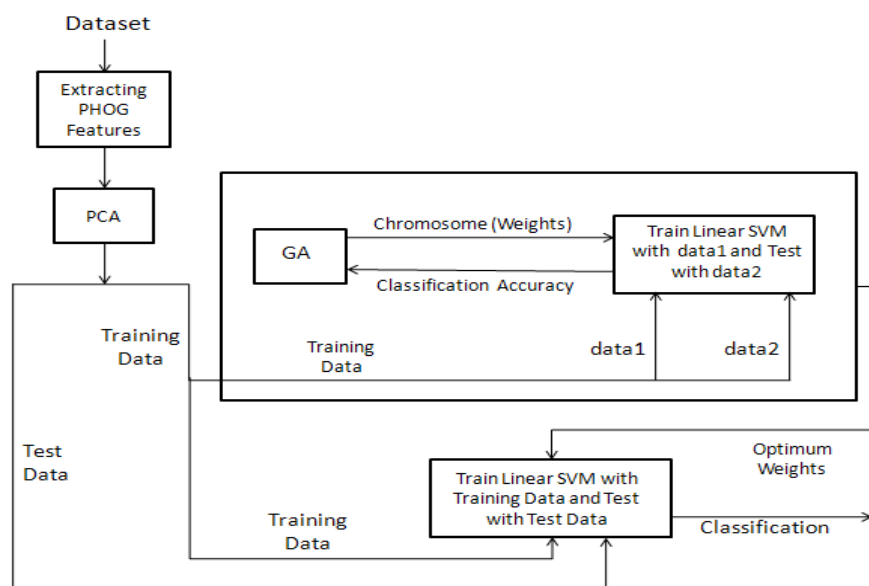 Dataset
Extracting
PHOG
Features
PCA
Chromosome (Weights)
GA
Train Linear SVM
with data1 and Test
with data2
Classification Accuracy
Training
Data
Training
Data
data1
data2
Test
Data
Optimum
Weights
Train Linear SVM with
Training Data and Test
with Test Data
Training
Data
Classification